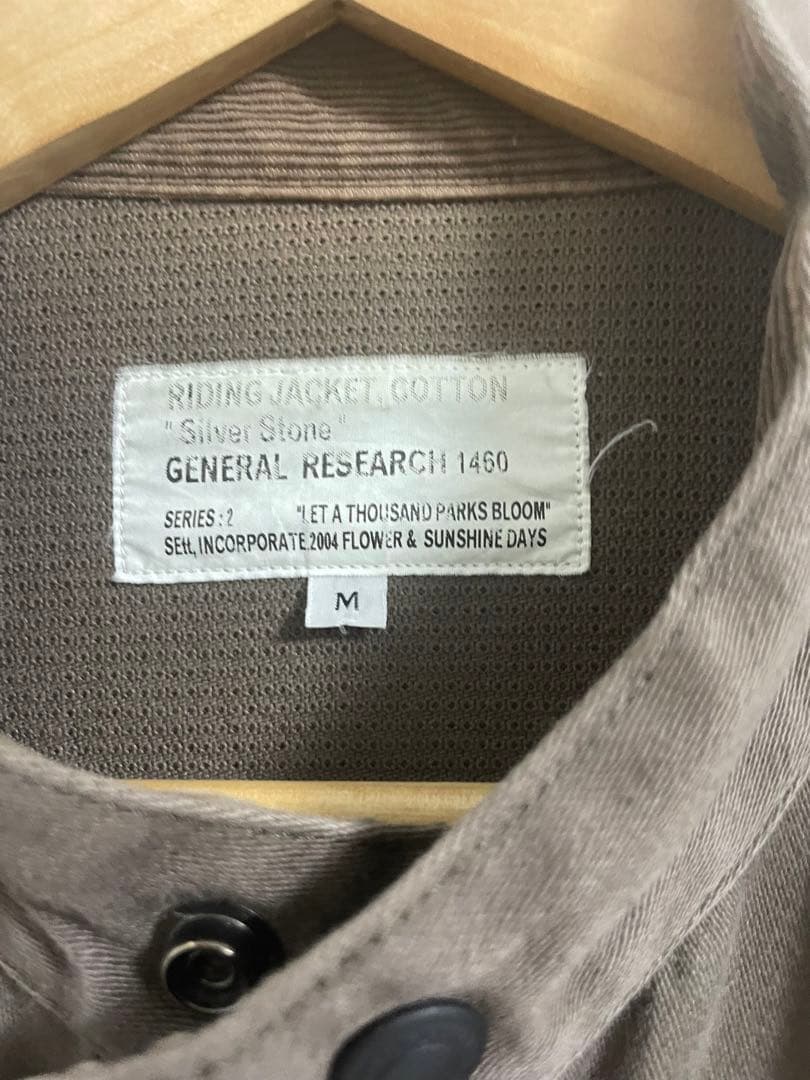 RIDING JACKET, COTTON
"Silver Stone"
GENERAL RESEARCH 1460
SERIES : 2 "LET A THOUSAND PARKS BLOOM"
SEtt, INCORPORATE.2004 FLOWER & SUNSHINE DAYS
M